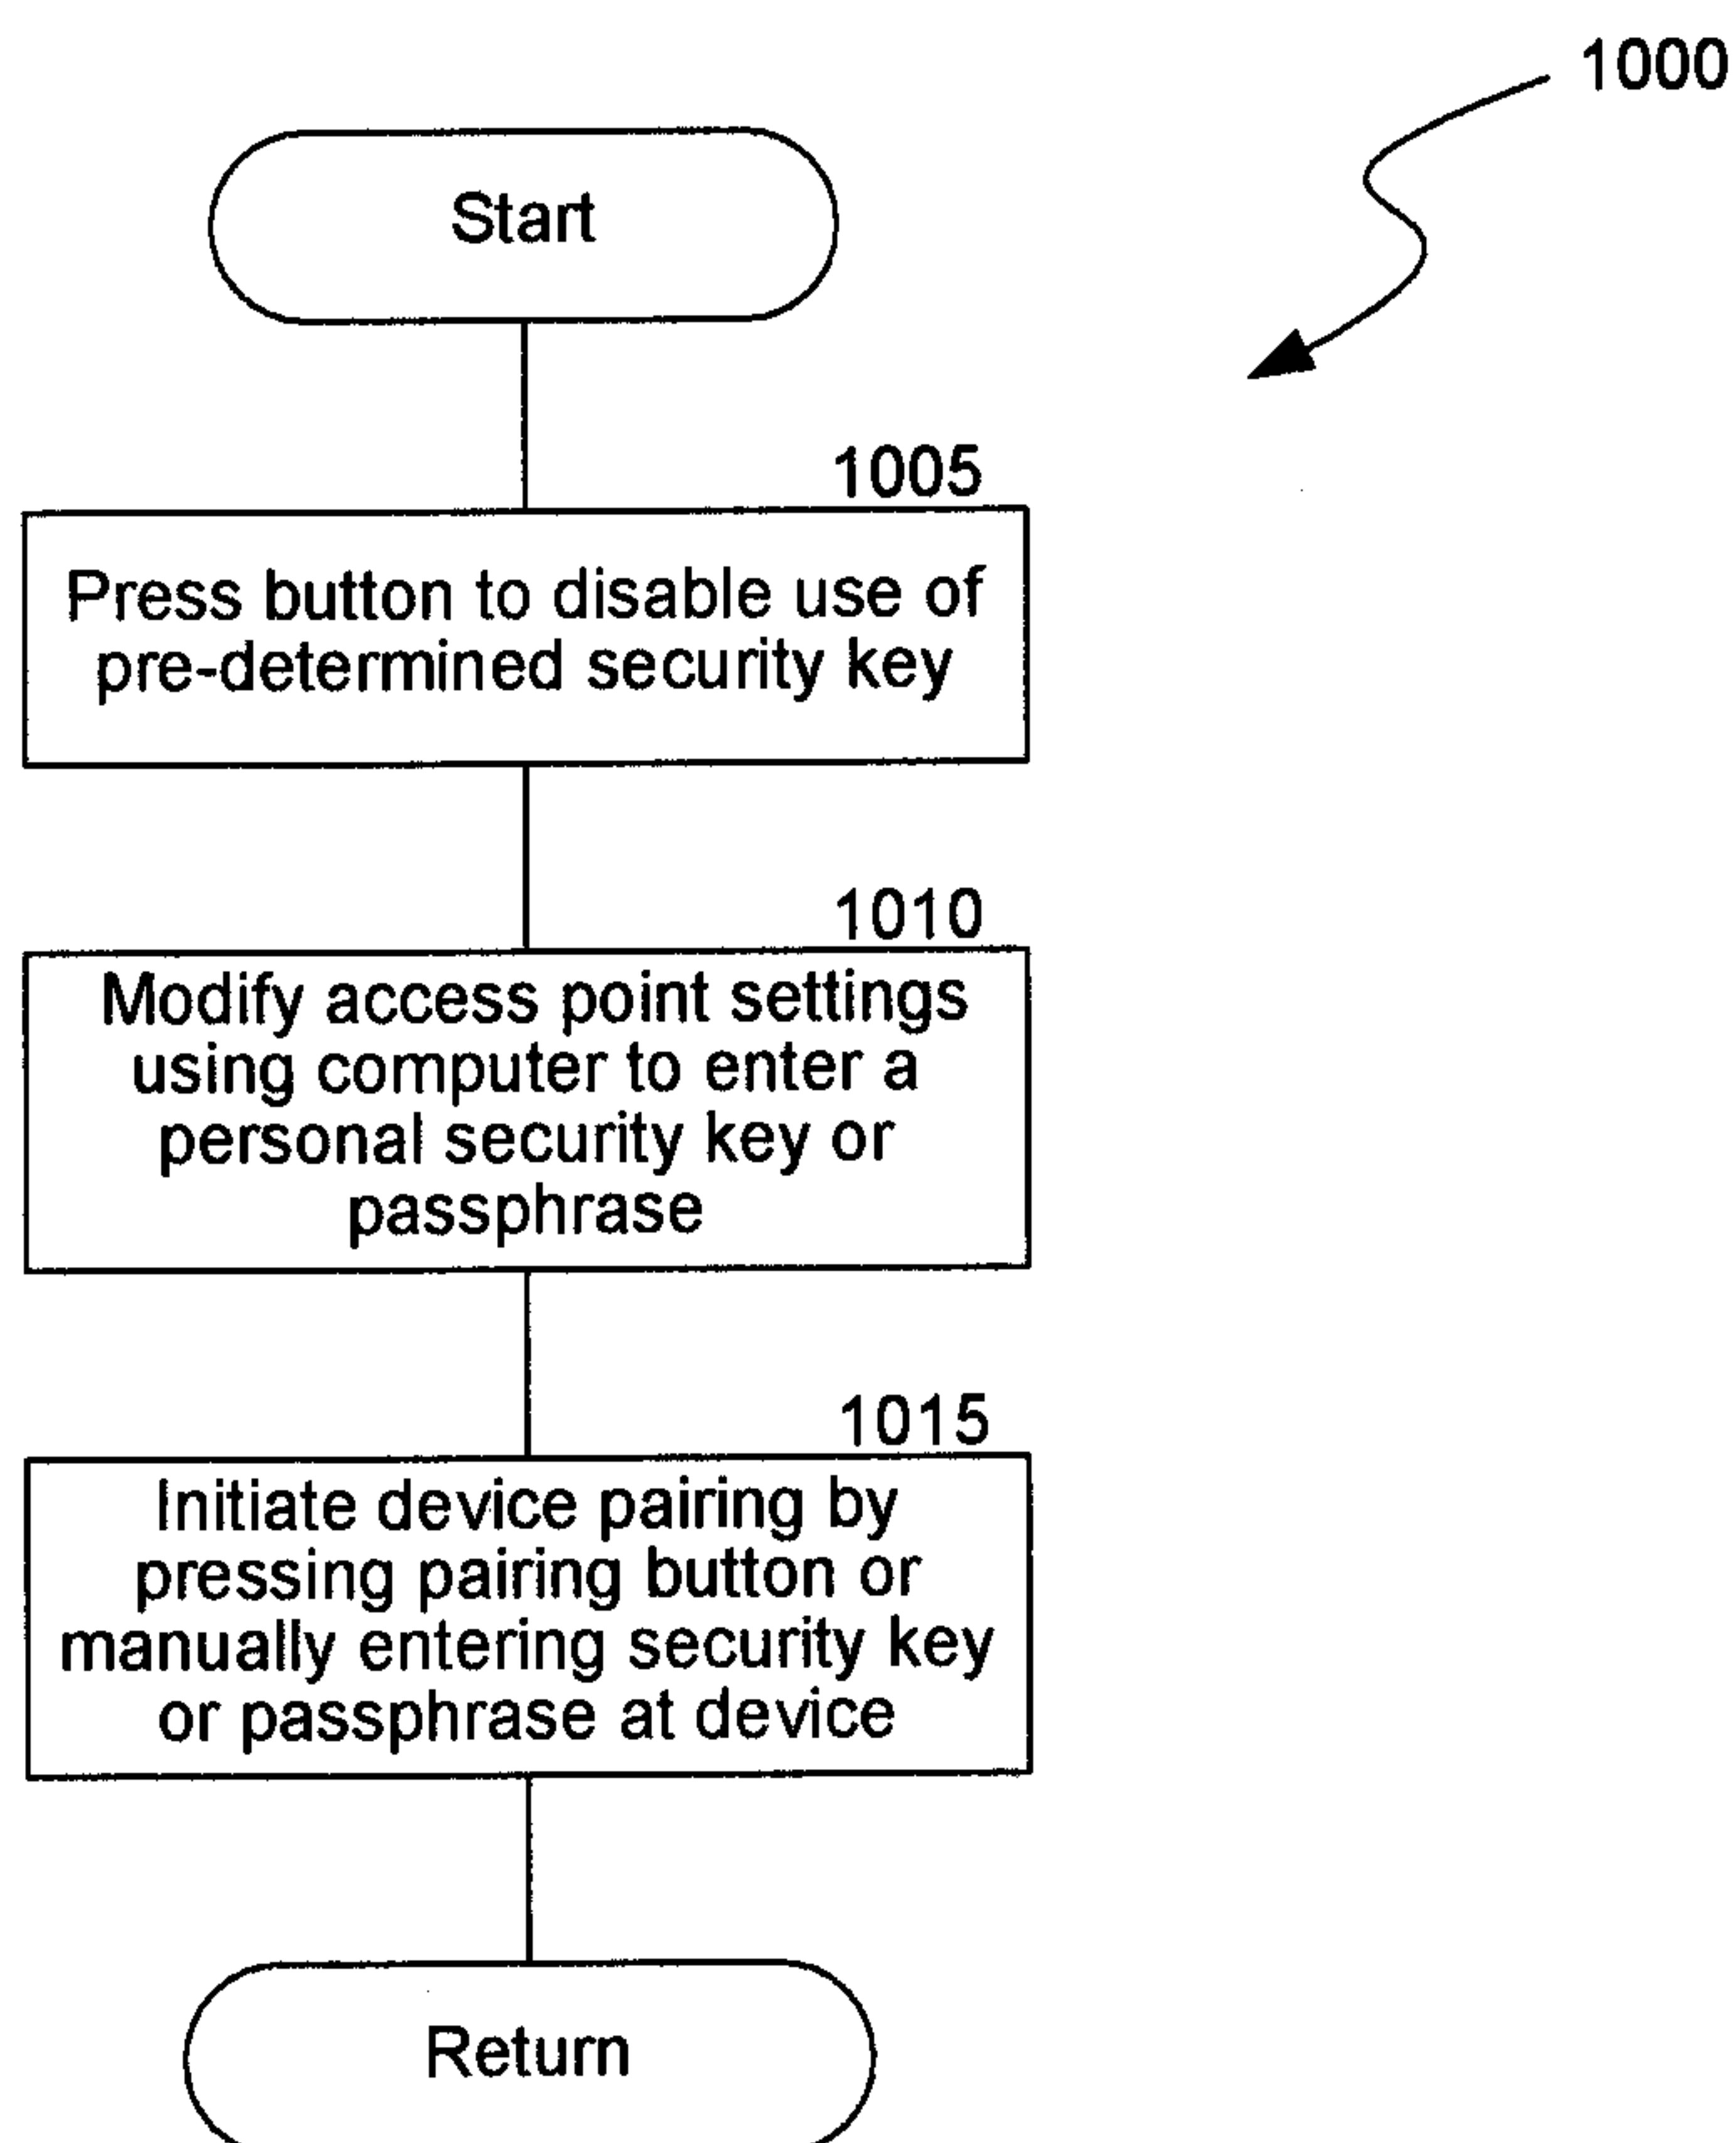 1000
Start
1005
Press button to disable use of
pre-determined security key
1010
Modify access point settings
using computer to enter a
personal security key or
passphrase
1015
Initiate device pairing by
pressing pairing button or
manually entering security key
or passphrase at device
Return